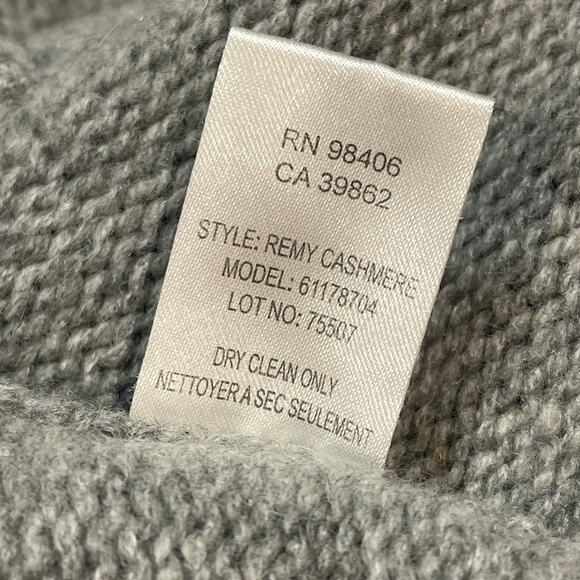 RN 98406
CA 39862
STYLE: REMY CASHMERE
MODEL: 61178704
LOT NO: 75507
DRY CLEAN ONLY
NETTOYER A SEC SEULEMENT